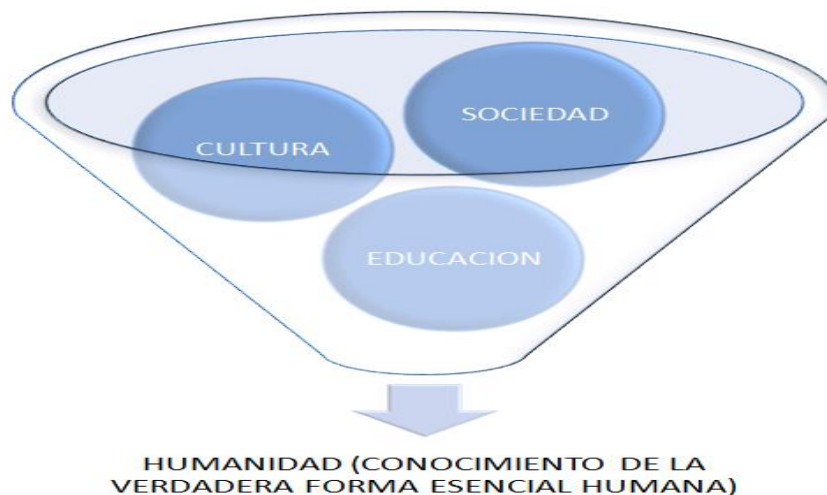 SOCIEDAD
CULTURA
EDUCACION
HUMANIDAD (CONOCIMIENTO DE LA
VERDADERA FORMA ESENCIAL HUMANA)